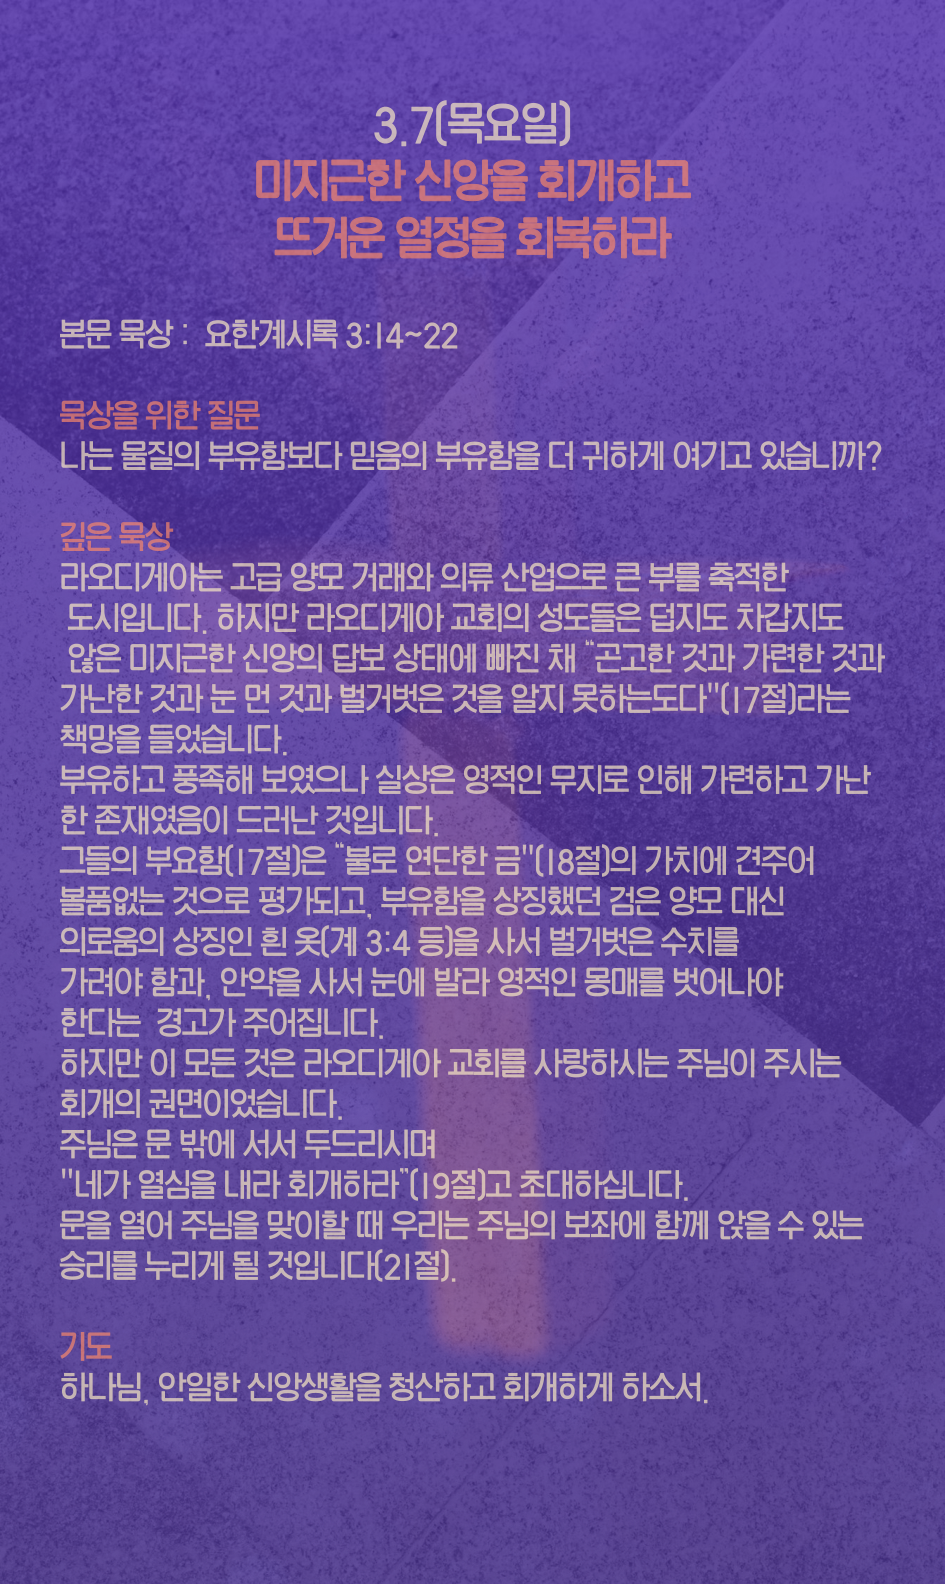 3.7(목요일)
미지근한 신앙을 회개하고
뜨거운 열정을 회복하라
본문 묵상 : 요한계시록 3:14~22
묵상을 위한 질문
나는 물질의 부유함보다 믿음의 부유함을 더 귀하게 여기고 있습니까?
깊은 묵상
라오디게아는 고급 양모 거래와 의류 산업으로 큰 부를 축적한
도시입니다. 하지만 라오디게아 교회의 성도들은 덥지도 차갑지도
않은 미지근한 신앙의 답보 상태에 빠진 채 “곤고한 것과 가련한 것과
가난한 것과 눈 먼 것과 벌거벗은 것을 알지 못하는도다"(17절)라는
책망을 들었습니다.
부유하고 풍족해 보였으나 실상은 영적인 무지로 인해 가련하고 가난
한 존재였음이 드러난 것입니다.
그들의 부요함(17절)은 “불로 연단한 금"(18절)의 가치에 견주어
볼품없는 것으로 평가되고, 부유함을 상징했던 검은 양모 대신
의로움의 상징인 흰 옷(계 3:4 등)을 사서 벌거벗은 수치를
가려야 함과, 안약을 사서 눈에 발라 영적인 몽매를 벗어나야
한다는 경고가 주어집니다.
하지만 이 모든 것은 라오디게아 교회를 사랑하시는 주님이 주시는
회개의 권면이었습니다.
주님은 문 밖에 서서 두드리시며
"네가 열심을 내라 회개하라”(19절)고 초대하십니다.
문을 열어 주님을 맞이할 때 우리는 주님의 보좌에 함께 앉을 수 있는
승리를 누리게 될 것입니다(21절).
기도
하나님, 안일한 신앙생활을 청산하고 회개하게 하소서.